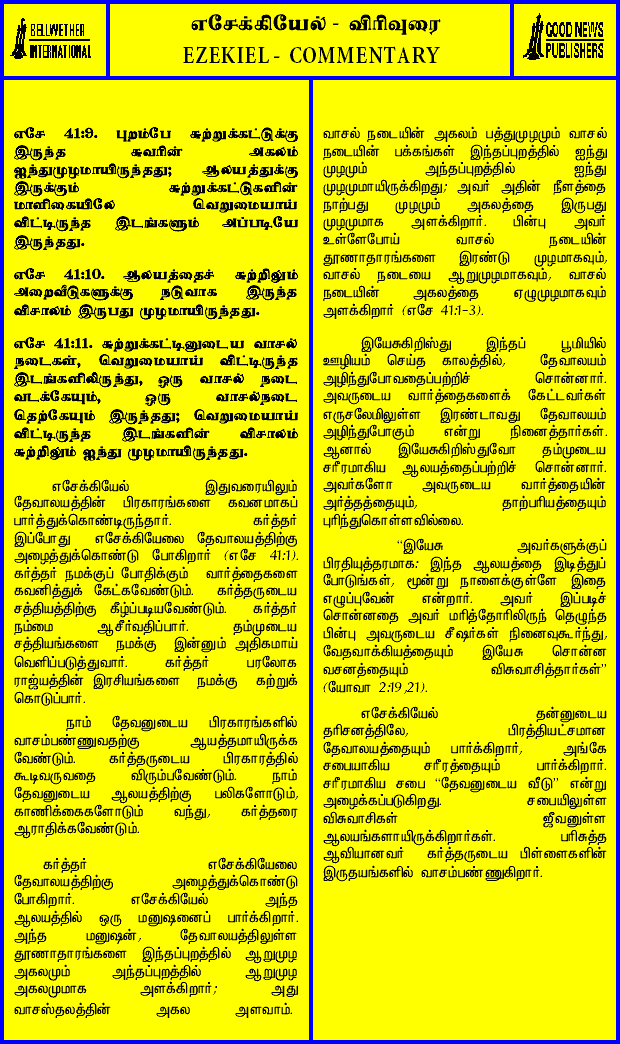 BELLWETHER
INTERNATIONAL
எசேக்கியேல் - விரிவுரை
EZEKIEL - COMMENTARY
GOOD NEWS
PUBLISHERS
எசே 41:9. புறம்பே சுற்றுக்கட்டுக்கு
இருந்த சுவரின் அகலம்
ஐந்துமுழமாயிருந்தது; ஆலயத்துக்கு
இருக்கும் சுற்றுக்கட்டுகளின்
மாளிகையிலே வெறுமையாய்
விட்டிருந்த இடங்களும் அப்படியே
இருந்தது.
எசே 41:10. ஆலயத்தைச் சுற்றிலும்
அறைவீடுகளுக்கு நடுவாக இருந்த
விசாலம் இருபது முழமாயிருந்தது.
எசே 41:11. சுற்றுக்கட்டினுடைய வாசல்
நடைகள், வெறுமையாய் விட்டிருந்த
இடங்களிலிருந்து, ஒரு வாசல் நடை
வடக்கேயும், ஒரு வாசல்நடை
தெற்கேயும் இருந்தது; வெறுமையாய்
விட்டிருந்த இடங்களின் விசாலம்
சுற்றிலும் ஐந்து முழமாயிருந்தது.
எசேக்கியேல் இதுவரையிலும்
தேவாலயத்தின் பிரகாரங்களை கவனமாகப்
பார்த்துக்கொண்டிருந்தார். கர்த்தர்
இப்போது எசேக்கியேலை தேவாலயத்திற்கு
அழைத்துக்கொண்டு போகிறார் (எசே 41:1).
கர்த்தர் நமக்குப் போதிக்கும் வார்த்தைகளை
கவனித்துக் கேட்கவேண்டும். கர்த்தருடைய
சத்தியத்திற்கு கீழ்ப்படியவேண்டும். கர்த்தர்
நம்மை ஆசீர்வதிப்பார். தம்முடைய
சத்தியங்களை நமக்கு இன்னும் அதிகமாய்
வெளிப்படுத்துவார். கர்த்தர் பரலோக
ராஜ்யத்தின் இரசியங்களை நமக்கு கற்றுக்
கொடுப்பார்.
நாம் தேவனுடைய பிரகாரங்களில்
வாசம்பண்ணுவதற்கு ஆயத்தமாயிருக்க
வேண்டும். கர்த்தருடைய பிரகாரத்தில்
கூடிவருவதை விரும்பவேண்டும். நாம்
தேவனுடைய ஆலயத்திற்கு பலிகளோடும்,
காணிக்கைகளோடும் வந்து, கர்த்தரை
ஆராதிக்கவேண்டும்.
கர்த்தர் எசேக்கியேலை
தேவாலயத்திற்கு அழைத்துக்கொண்டு
போகிறார். எசேக்கியேல் அந்த
ஆலயத்தில் ஒரு மனுஷனைப் பார்க்கிறார்.
அந்த மனுஷன், தேவாலயத்திலுள்ள
தூணாதாரங்களை இந்தப்புறத்தில் ஆறுமுழ
அகலமும் அந்தப்புறத்தில் ஆறுமுழ
அகலமுமாக அளக்கிறார்; அது
வாசஸ்தலத்தின் அகல அளவாம்.
வாசல் நடையின் அகலம் பத்துமுழமும் வாசல்
நடையின் பக்கங்கள் இந்தப்புறத்தில் ஐந்து
முழமும் அந்தப்புறத்தில் ஐந்து
முழமுமாயிருக்கிறது; அவர் அதின் நீளத்தை
நாற்பது முழமும் அகலத்தை இருபது
முழமுமாக அளக்கிறார். பின்பு அவர்
உள்ளேபோய் வாசல் நடையின்
தூணாதாரங்களை இரண்டு முழமாகவும்,
வாசல் நடையை ஆறுமுழமாகவும், வாசல்
நடையின் அகலத்தை ஏழுமுழமாகவும்
அளக்கிறார் (எசே 41:1-3).
இயேசுகிறிஸ்து இந்தப் பூமியில்
ஊழியம் செய்த காலத்தில், தேவாலயம்
அழிந்துபோவதைப்பற்றிச் சொன்னார்.
அவருடைய வார்த்தைகளைக் கேட்டவர்கள்
எருசலேமிலுள்ள இரண்டாவது தேவாலயம்
அழிந்துபோகும் என்று நினைத்தார்கள்.
ஆனால் இயேசுகிறிஸ்துவோ தம்முடைய
சரீரமாகிய ஆலயத்தைப்பற்றிச் சொன்னார்.
அவர்களோ அவருடைய வார்த்தையின்
அர்த்தத்தையும், தாற்பரியத்தையும்
புரிந்துகொள்ளவில்லை.
“இயேசு அவர்களுக்குப்
பிரதியுத்தரமாக: இந்த ஆலயத்தை இடித்துப்
போடுங்கள், மூன்று நாளைக்குள்ளே இதை
எழுப்புவேன் என்றார். அவர் இப்படிச்
சொன்னதை அவர் மரித்தோரிலிருந் தெழுந்த
பின்பு அவருடைய சீஷர்கள் நினைவுகூர்ந்து,
வேதவாக்கியத்தையும் இயேசு சொன்ன
வசனத்தையும் விசுவாசித்தார்கள்”
(யோவா 2:19,21).
எசேக்கியேல் தன்னுடைய
தரிசனத்திலே, பிரத்தியட்சமான
தேவாலயத்தையும் பார்க்கிறார், அங்கே
சபையாகிய சரீரத்தையும் பார்க்கிறார்.
சரீரமாகிய சபை “தேவனுடைய வீடு” என்று
அழைக்கப்படுகிறது. சபையிலுள்ள
விசுவாசிகள் ஜீவனுள்ள
ஆலயங்களாயிருக்கிறார்கள். பரிசுத்த
ஆவியானவர் கர்த்தருடைய பிள்ளைகளின்
இருதயங்களில் வாசம்பண்ணுகிறார்.